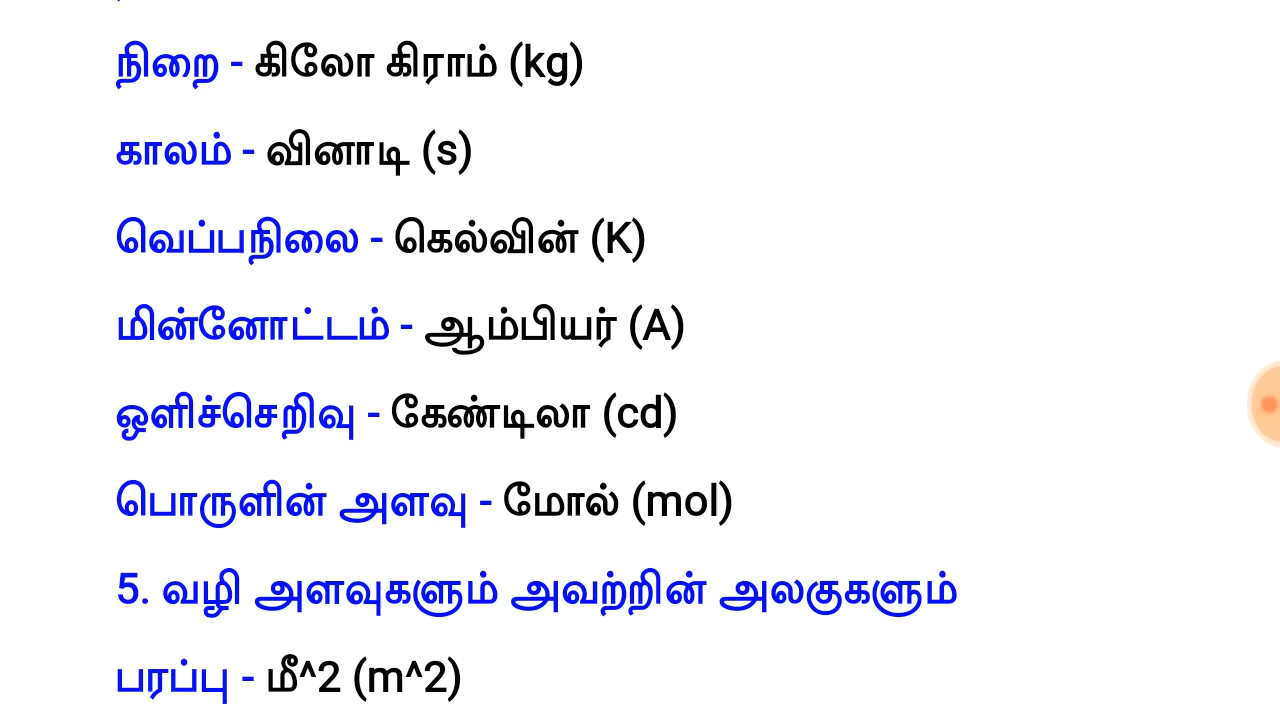 நிறை - கிலோ கிராம் (kg)
காலம் - வினாடி (s)
வெப்பநிலை - கெல்வின் (K)
மின்னோட்டம் - ஆம்பியர் (A)
ஒளிச்செறிவு - கேண்டிலா (cd)
பொருளின் அளவு - மோல் (mol)
5. வழி அளவுகளும் அவற்றின் அலகுகளும்
பரப்பு - மீ^2 (m^2)